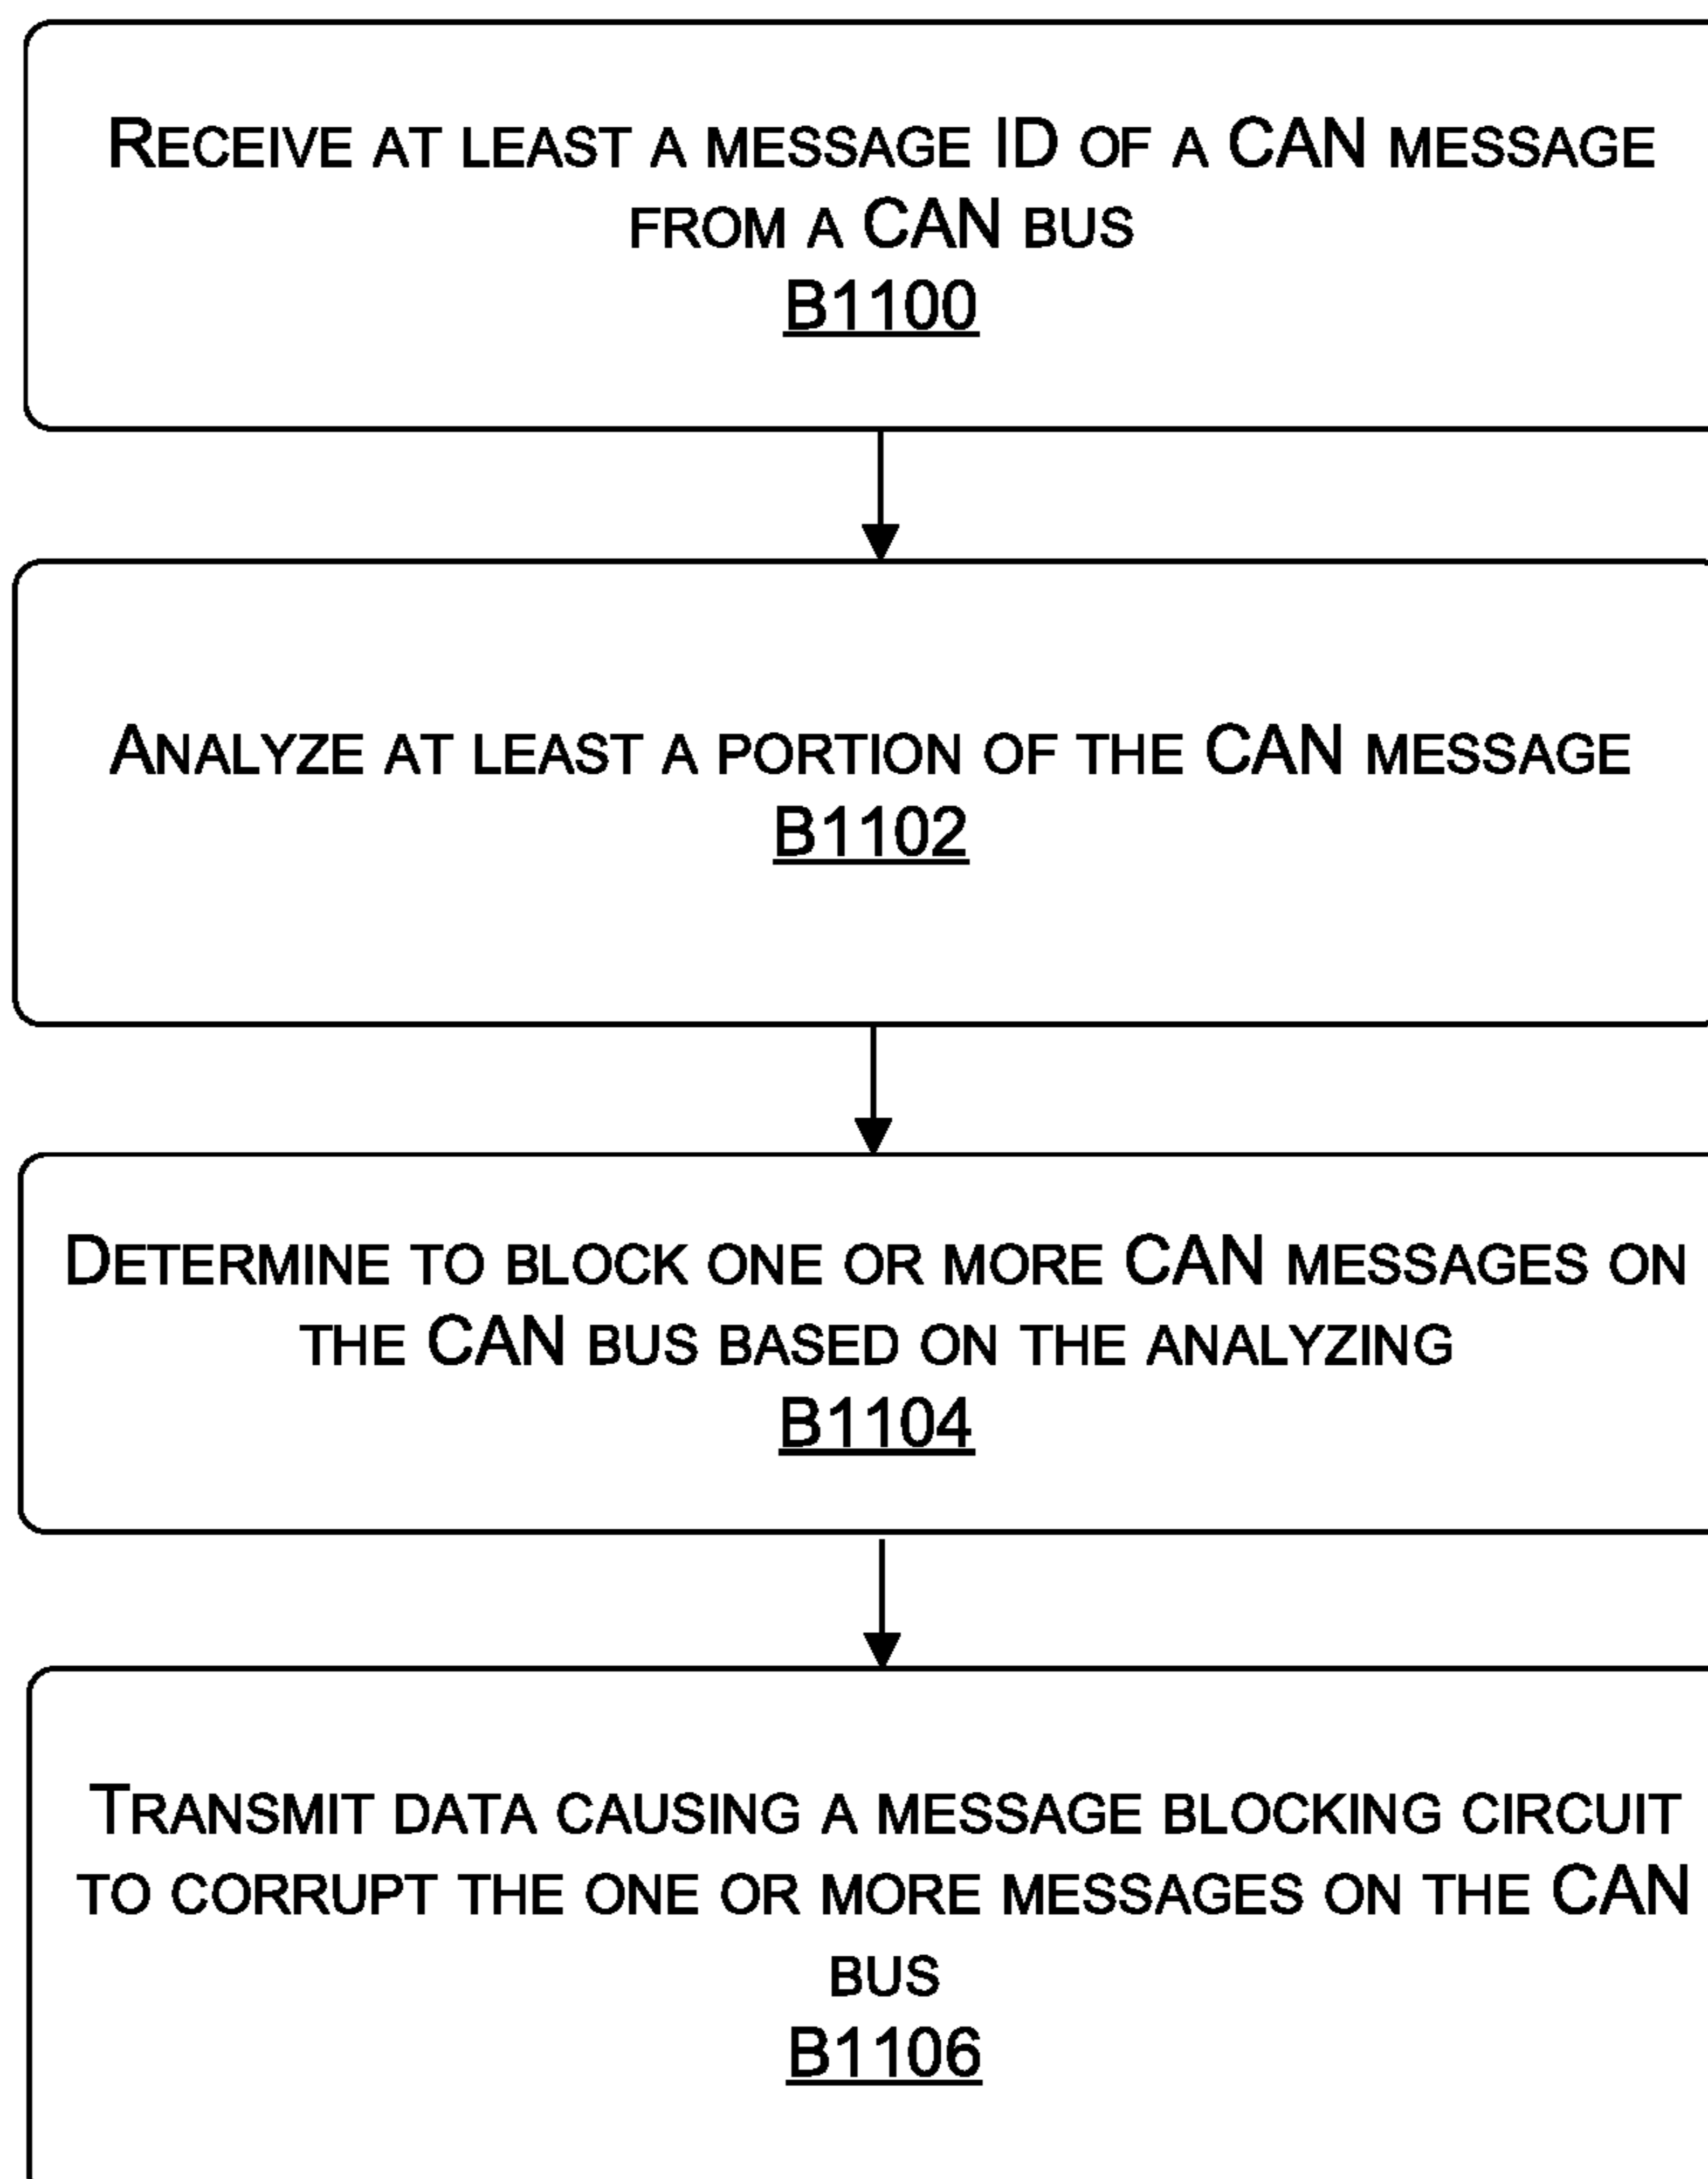 RECEIVE AT LEAST A MESSAGE ID OF A CAN MESSAGE
FROM A CAN BUS
B1100
ANALYZE AT LEAST A PORTION OF THE CAN MESSAGE
B1102
DETERMINE TO BLOCK ONE OR MORE CAN MESSAGES ON
THE CAN BUS BASED ON THE ANALYZING
B1104
TRANSMIT DATA CAUSING A MESSAGE BLOCKING CIRCUIT
TO CORRUPT THE ONE OR MORE MESSAGES ON THE CAN
BUS
B1106